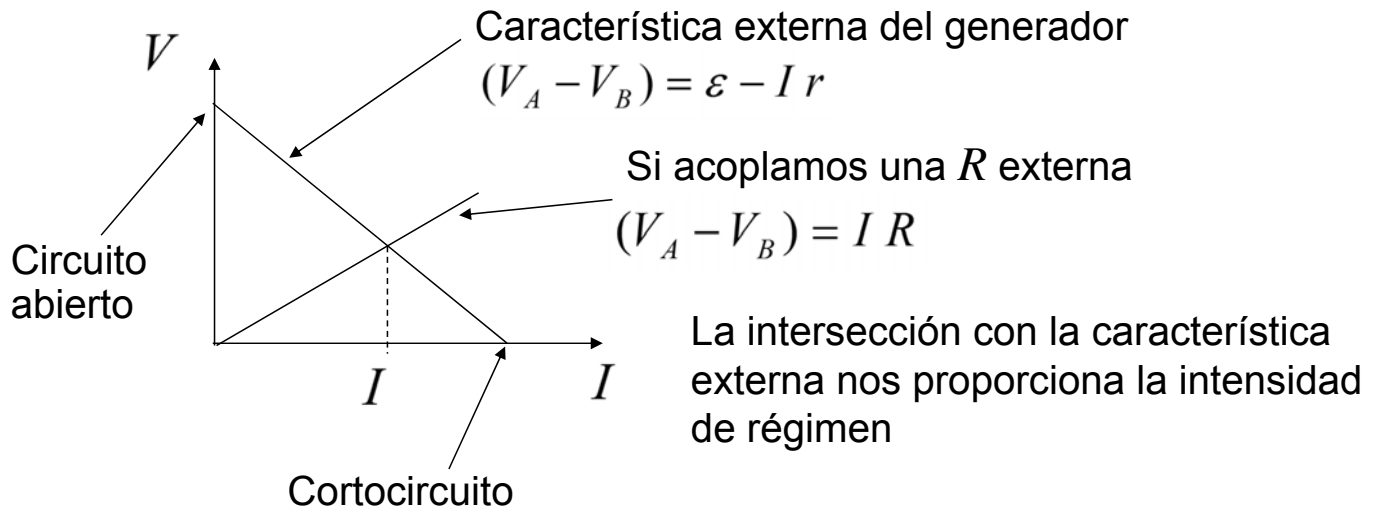 V
Característica externa del generador
(V_A − V_B) = ε − I r
Si acoplamos una R externa
(V_A − V_B) = I R
Circuito
abierto
La intersección con la característica
externa nos proporciona la intensidad
de régimen
I
I
Cortocircuito